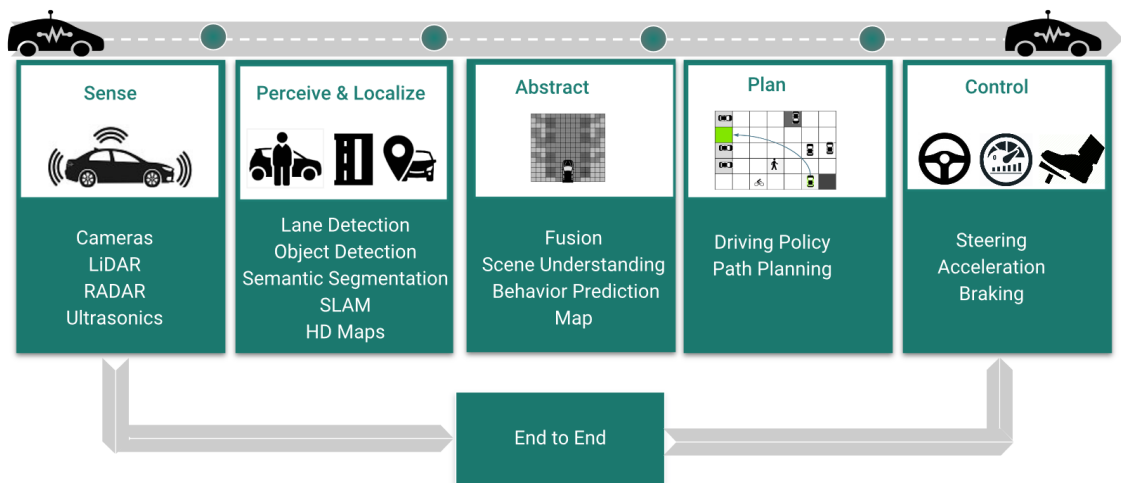 Sense
Cameras
LiDAR
RADAR
Ultrasonics
Perceive & Localize
Lane Detection
Object Detection
Semantic Segmentation
SLAM
HD Maps
Abstract
Fusion
Scene Understanding
Behavior Prediction
Map
Plan
Driving Policy
Path Planning
Control
Steering
Acceleration
Braking
End to End